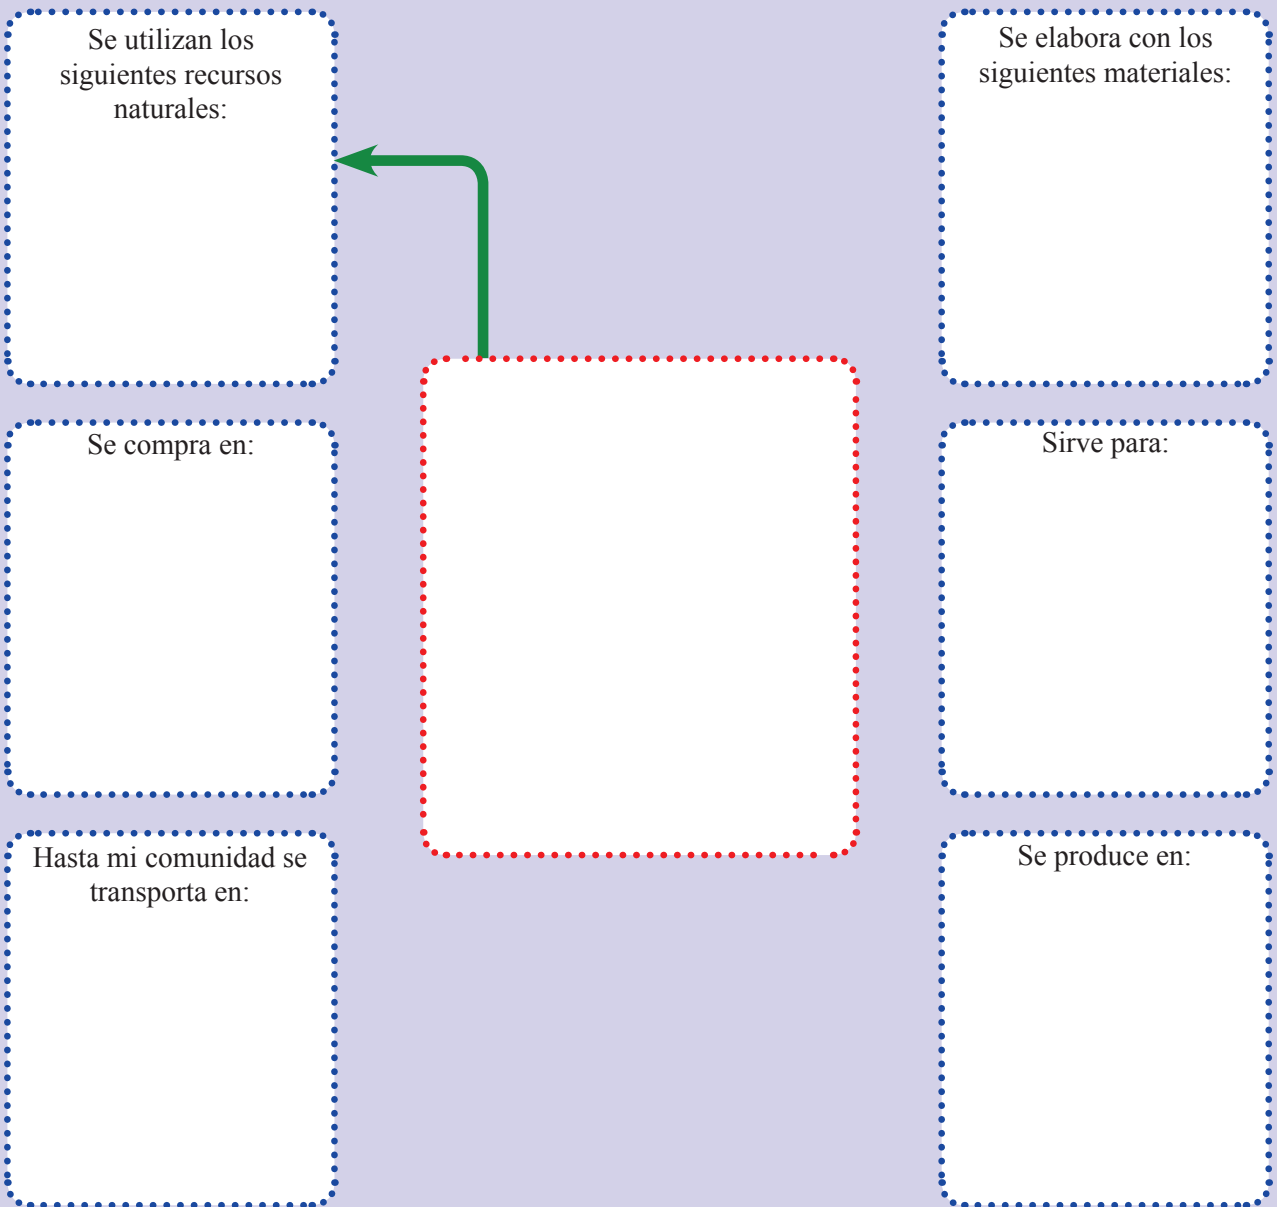 Se utilizan los
siguientes recursos
naturales:
Se elabora con los
siguientes materiales:
Se compra en:
Sirve para:
Hasta mi comunidad se
transporta en:
Se produce en: